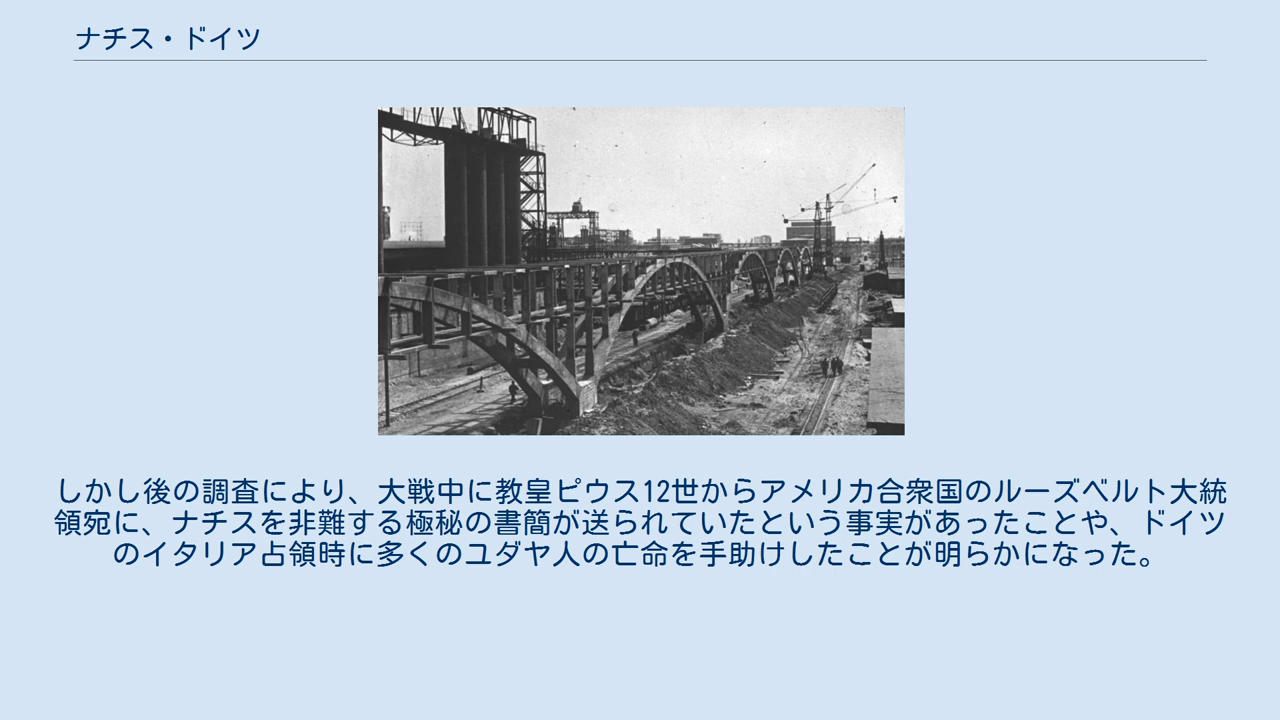 ナチス・ドイツ
しかし後の調査により、大戦中に教皇ピウス12世からアメリカ合衆国のルーズベルト大統
領宛に、ナチスを非難する極秘の書簡が送られていたという事実があったことや、ドイツ
のイタリア占領時に多くのユダヤ人の亡命を手助けしたことが明らかになった。